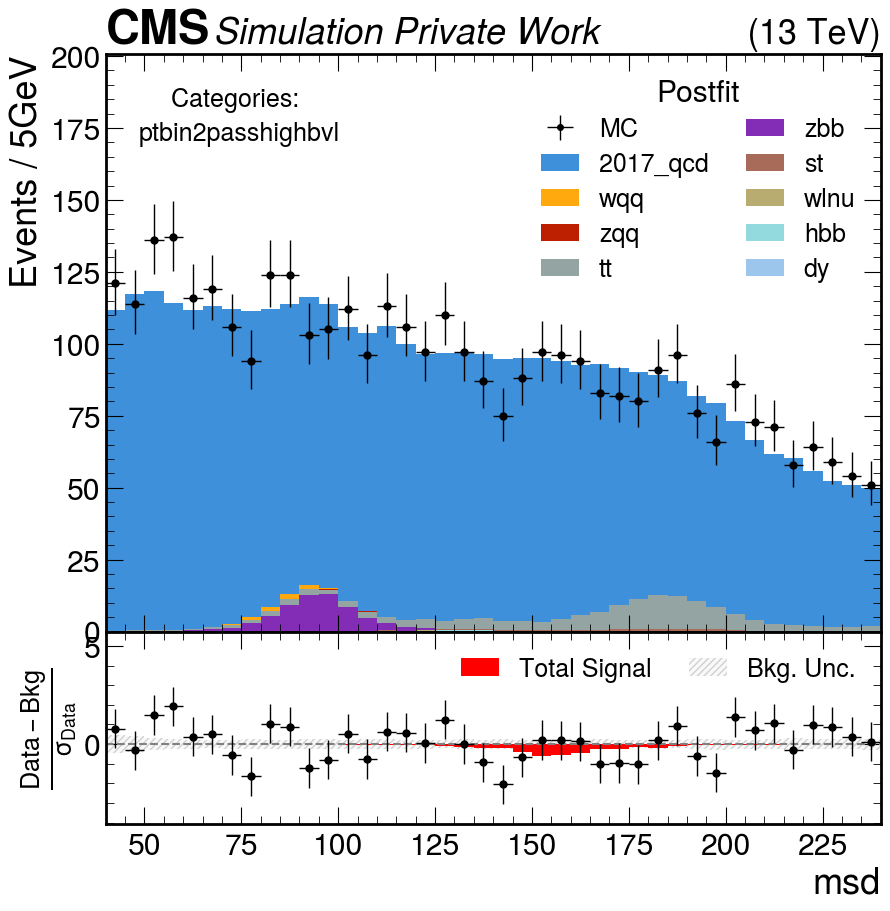 CMS Simulation Private Work (13 TeV)
Events / 5GeV
200
175
150
125
100
75
50
25
0
Categories:
ptbin2passhighbvl
Postfit
MC
2017_qcd
wqq
zqq
tt
zbb
st
wlnu
hbb
dy
Data – Bkg
σData
5
0
Total Signal
Bkg. Unc.
50 75 100 125 150 175 200 225
msd